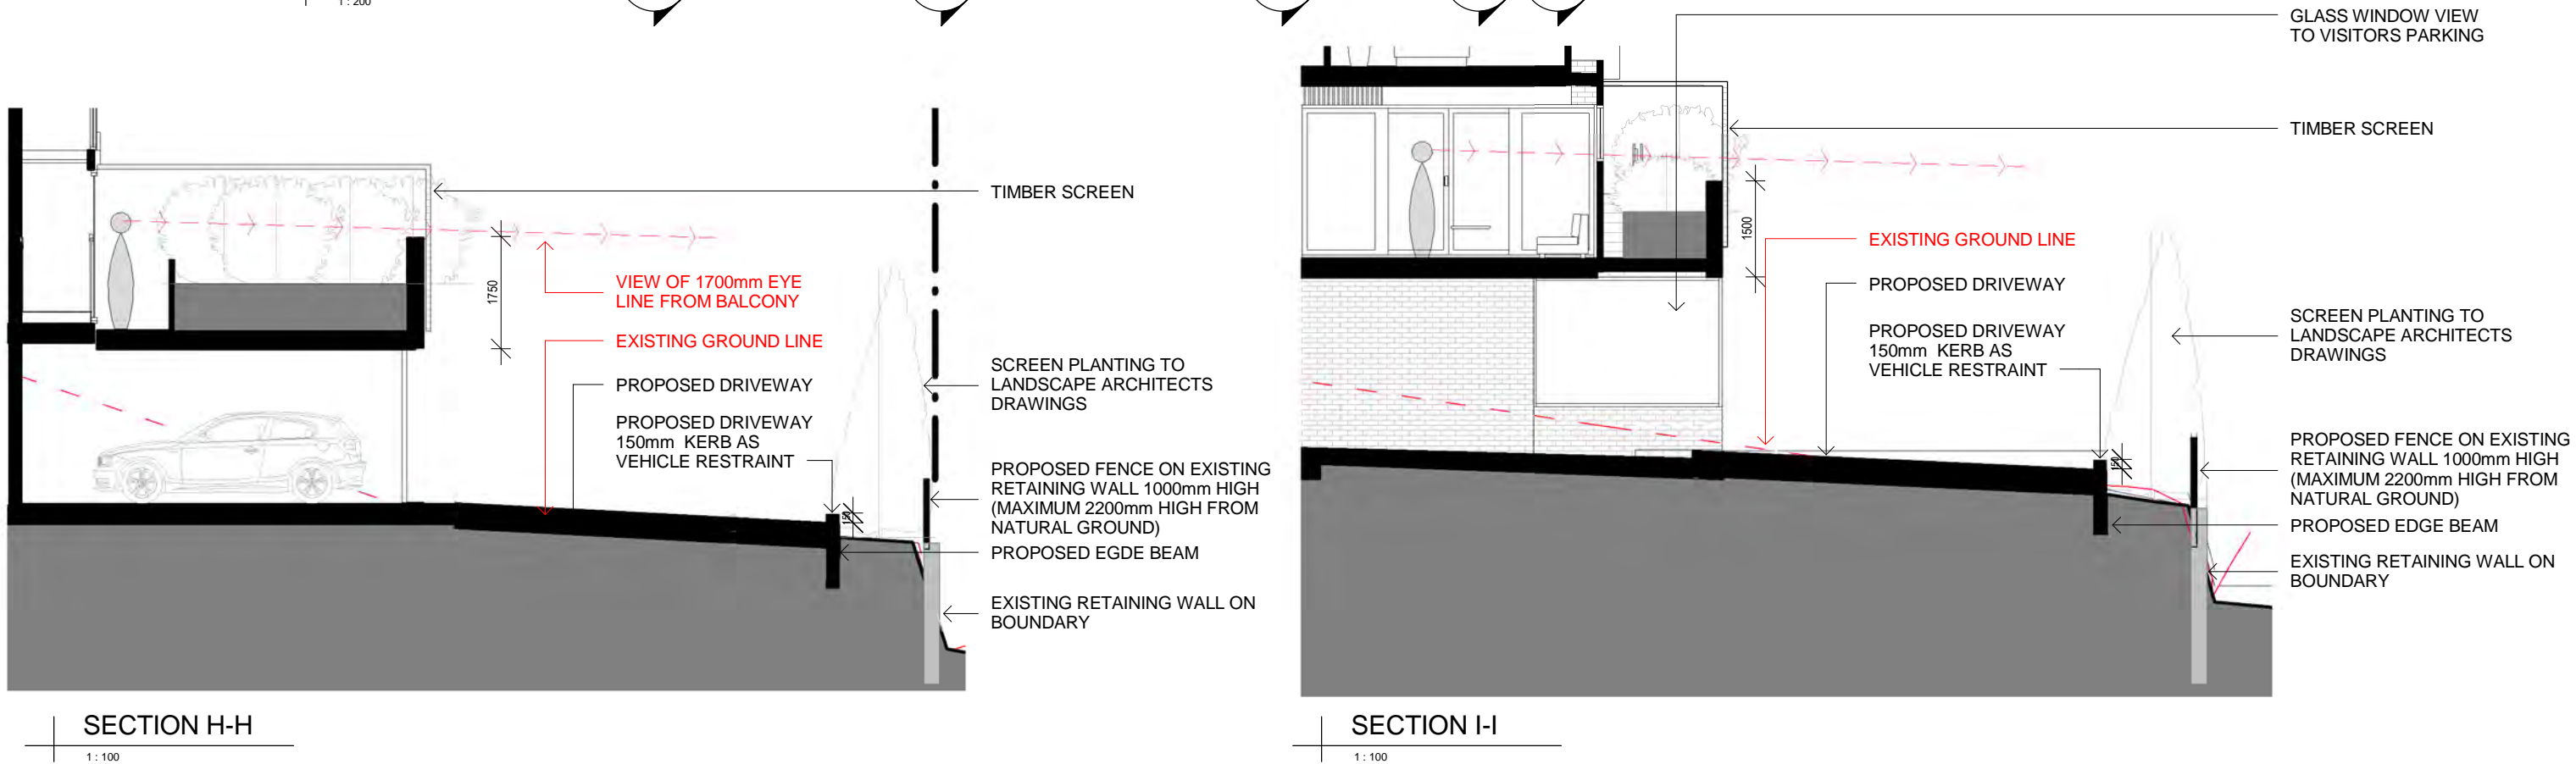 1 : 200
TIMBER SCREEN
1750
VIEW OF 1700mm EYE
LINE FROM BALCONY
EXISTING GROUND LINE
PROPOSED DRIVEWAY
PROPOSED DRIVEWAY
150mm KERB AS
VEHICLE RESTRAINT
150
SCREEN PLANTING TO
LANDSCAPE ARCHITECTS
DRAWINGS
PROPOSED FENCE ON EXISTING
RETAINING WALL 1000mm HIGH
(MAXIMUM 2200mm HIGH FROM
NATURAL GROUND)
PROPOSED EGDE BEAM
EXISTING RETAINING WALL ON
BOUNDARY
SECTION H-H
1 : 100
GLASS WINDOW VIEW
TO VISITORS PARKING
TIMBER SCREEN
1500
EXISTING GROUND LINE
PROPOSED DRIVEWAY
PROPOSED DRIVEWAY
150mm KERB AS
VEHICLE RESTRAINT
150
SCREEN PLANTING TO
LANDSCAPE ARCHITECTS
DRAWINGS
PROPOSED FENCE ON EXISTING
RETAINING WALL 1000mm HIGH
(MAXIMUM 2200mm HIGH FROM
NATURAL GROUND)
PROPOSED EDGE BEAM
EXISTING RETAINING WALL ON
BOUNDARY
SECTION I-I
1 : 100